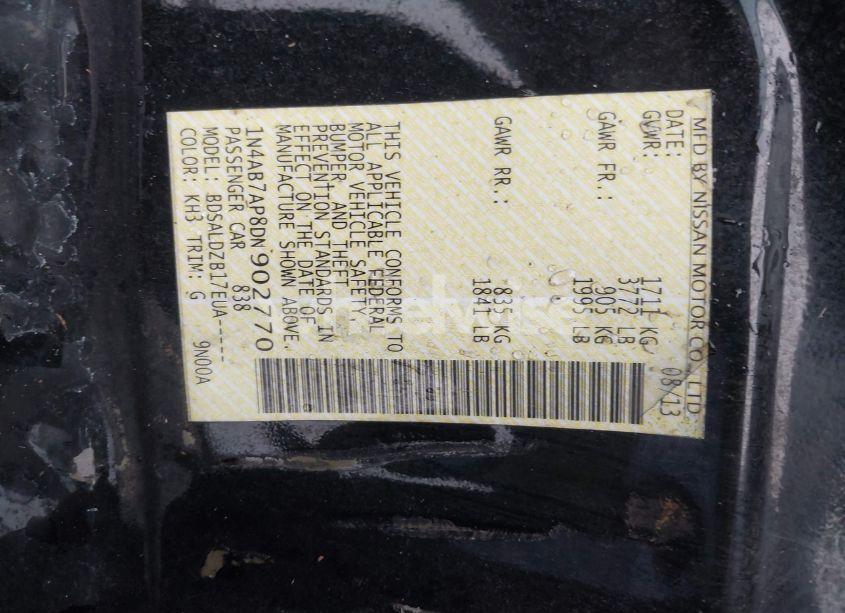 MFD BY NISSAN MOTOR CO., LTD
DATE: 08/13
GVWR: 1711 KG
3772 LB
GAWR FR.: 905 KG
1995 LB
GAWR RR.: 835 KG
1841 LB
THIS VEHICLE CONFORMS TO
ALL APPLICABLE FEDERAL
MOTOR VEHICLE SAFETY,
BUMPER, AND THEFT
PREVENTION STANDARDS IN
EFFECT ON THE DATE OF
MANUFACTURE SHOWN ABOVE.
1N4AB7AP8DN902770
PASSENGER CAR 838
MODEL: BDSALDZB17EUA-----
COLOR: KH3 TRIM: G 9N00A